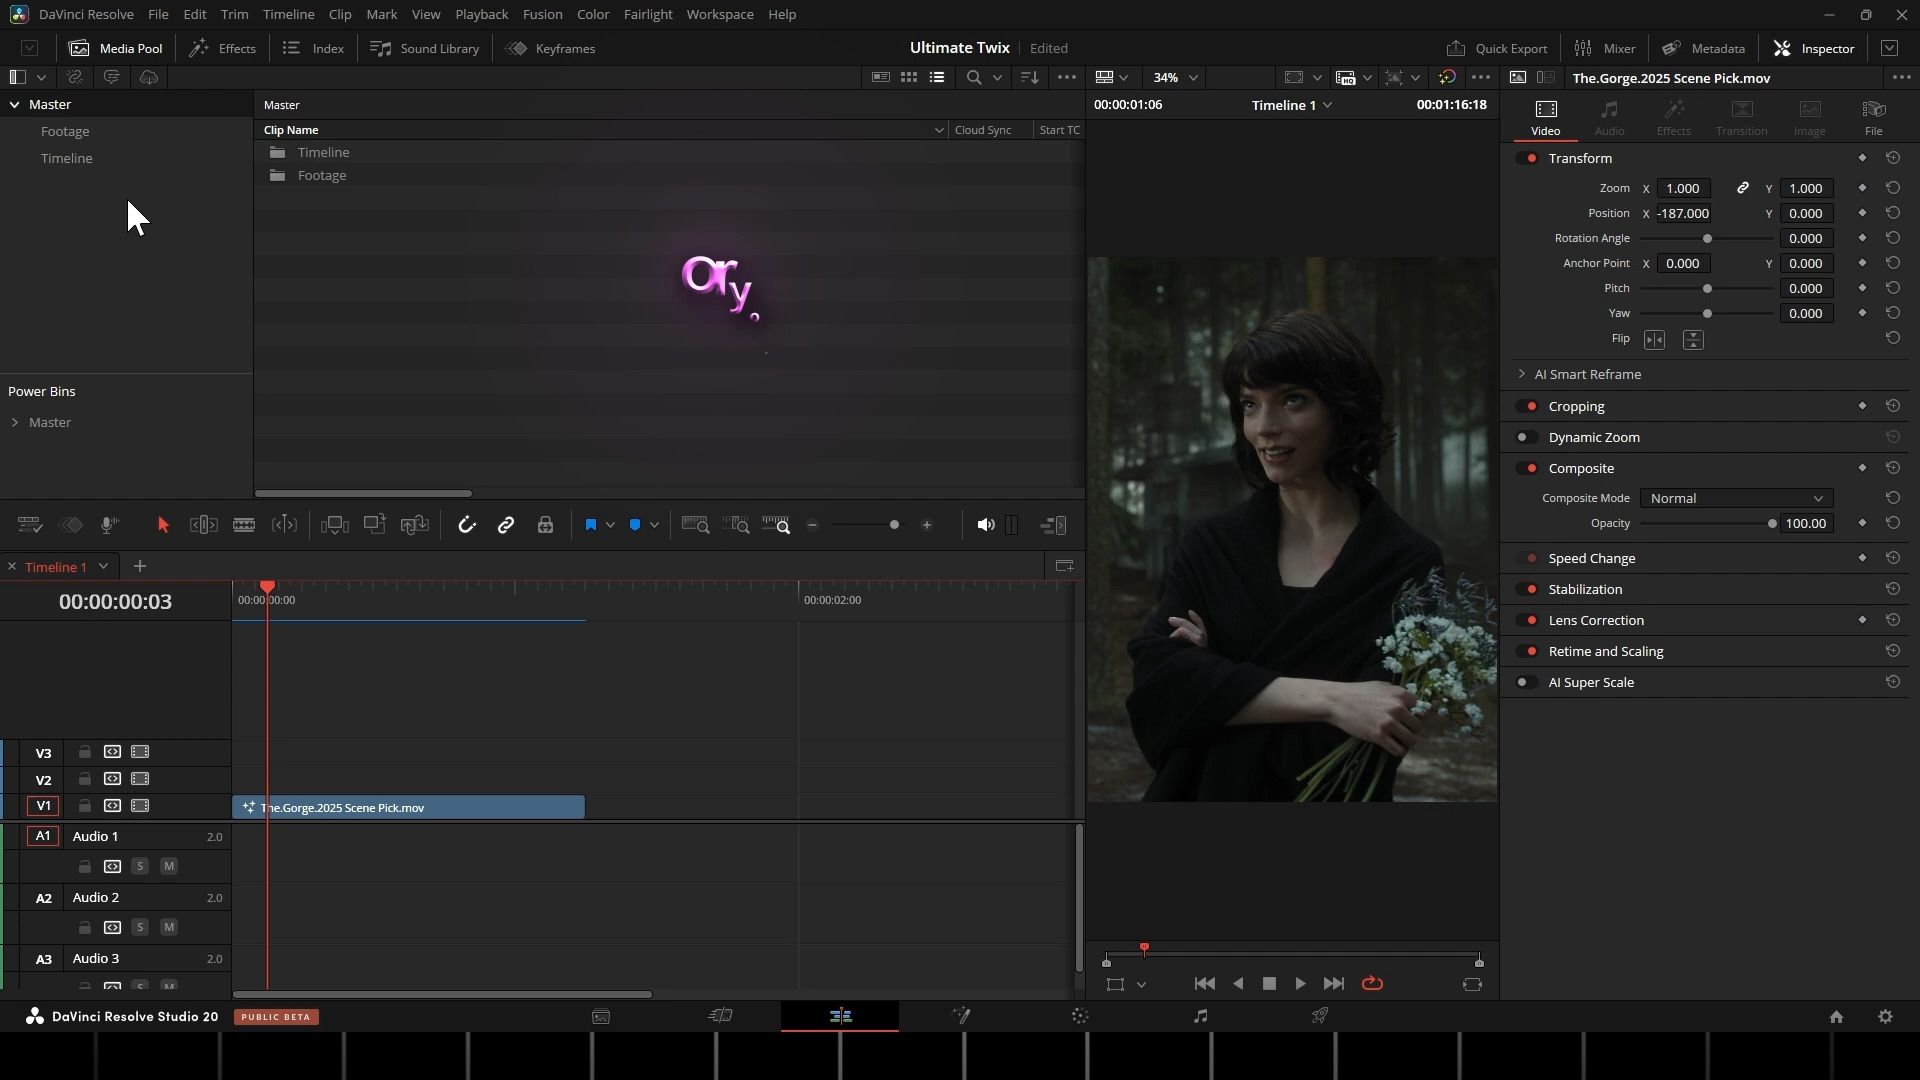 DaVinci Resolve File Edit Trim Timeline Clip Mark View Playback Fusion Color Fairlight Workspace Help
Media Pool Effects Index Sound Library Keyframes Ultimate Twix Edited Quick Export Mixer Metadata Inspector
34% The.Gorge.2025 Scene Pick.mov
Master Master 00:00:01:06 Timeline 1 00:01:16:18
Video Audio Effects Transition Image File
Clip Name Cloud Sync Start TC
Footage
Timeline
Timeline
Footage
Or
y
Transform
Zoom X 1.000 Y 1.000
Position X -187.000 Y 0.000
Rotation Angle 0.000
Anchor Point X 0.000 Y 0.000
Pitch 0.000
Yaw 0.000
Flip
AI Smart Reframe
Cropping
Dynamic Zoom
Composite
Composite Mode Normal
Opacity 100.00
Speed Change
Stabilization
Lens Correction
Retime and Scaling
AI Super Scale
Power Bins
Master
Timeline 1
00:00:00:03 00:00:00:00 00:00:02:00
V3
V2
V1 The.Gorge.2025 Scene Pick.mov
A1 Audio 1 2.0
S M
A2 Audio 2 2.0
S M
A3 Audio 3 2.0
DaVinci Resolve Studio 20 PUBLIC BETA